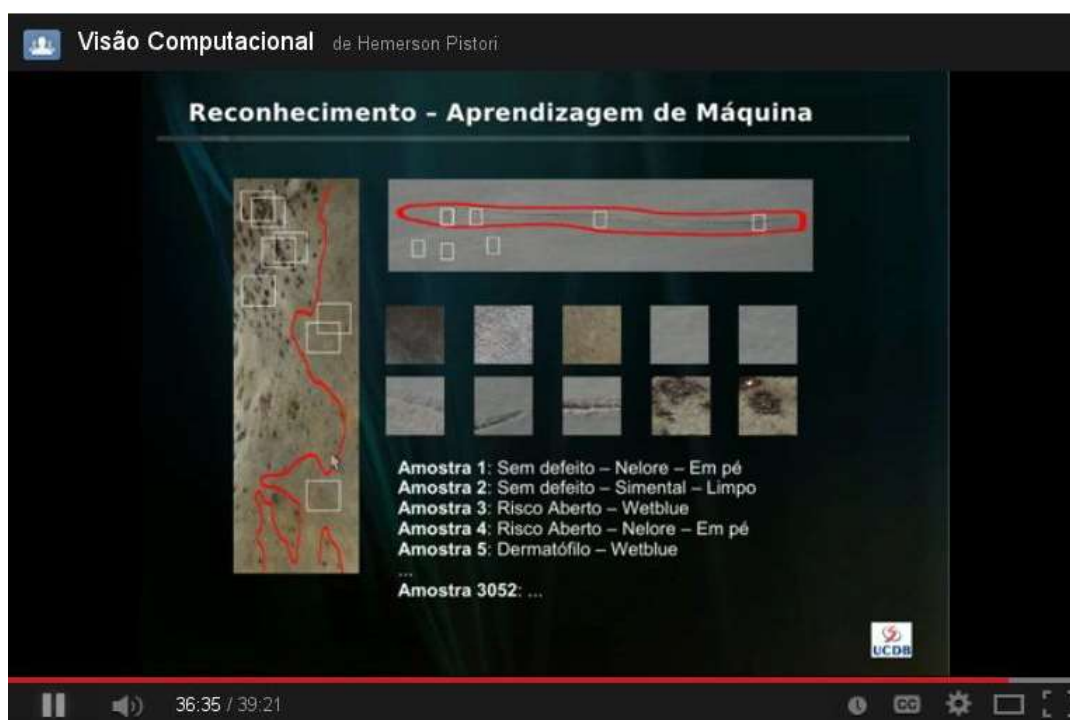 Visão Computacional de Hemerson Pistori
Reconhecimento – Aprendizagem de Máquina
Amostra 1: Sem defeito – Nelore – Em pé
Amostra 2: Sem defeito – Simental – Limpo
Amostra 3: Risco Aberto – Wetblue
Amostra 4: Risco Aberto – Nelore – Em pé
Amostra 5: Dermatófilo – Wetblue
...
Amostra 3052: ...
UCDB
36:35 / 39:21
CC